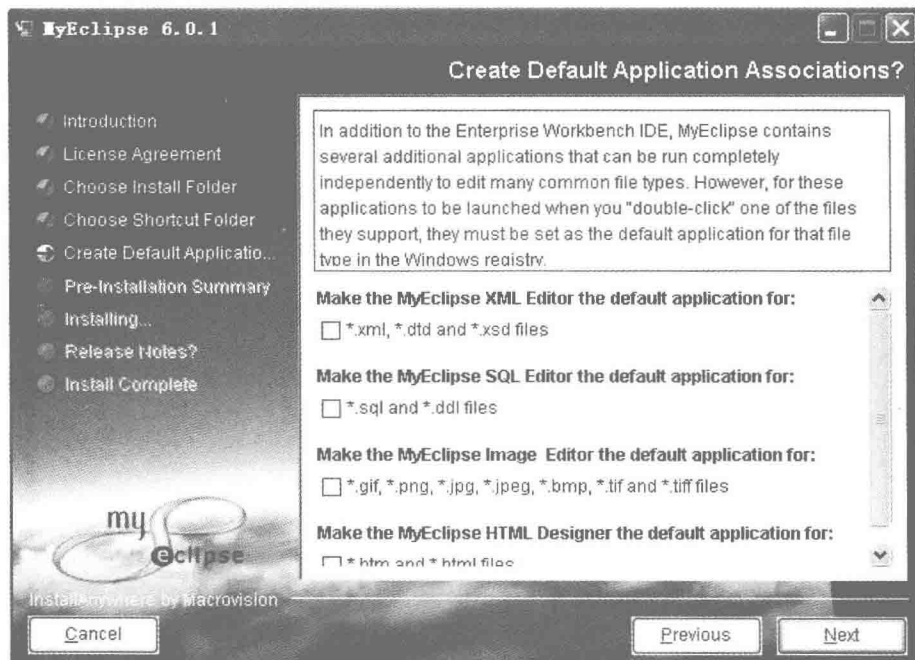 MyEclipse 6.0.1
Create Default Application Associations?
Introduction
License Agreement
Choose Install Folder
Choose Shortcut Folder
Create Default Applicatio...
Pre-Installation Summary
Installing...
Release Notes?
Install Complete
In addition to the Enterprise Workbench IDE, MyEclipse contains
several additional applications that can be run completely
independently to edit many common file types. However, for these
applications to be launched when you "double-click" one of the files
they support, they must be set as the default application for that file
type in the Windows registry.
Make the MyEclipse XML Editor the default application for:
*.xml, *.dtd and *.xsd files
Make the MyEclipse SQL Editor the default application for:
*.sql and *.ddl files
Make the MyEclipse Image Editor the default application for:
*.gif, *.png, *.jpg, *.jpeg, *.bmp, *.tif and *.tiff files
Make the MyEclipse HTML Designer the default application for:
*.htm and *.html files
my
eclipse
InstallAnywhere by Macrovision
Cancel
Previous
Next